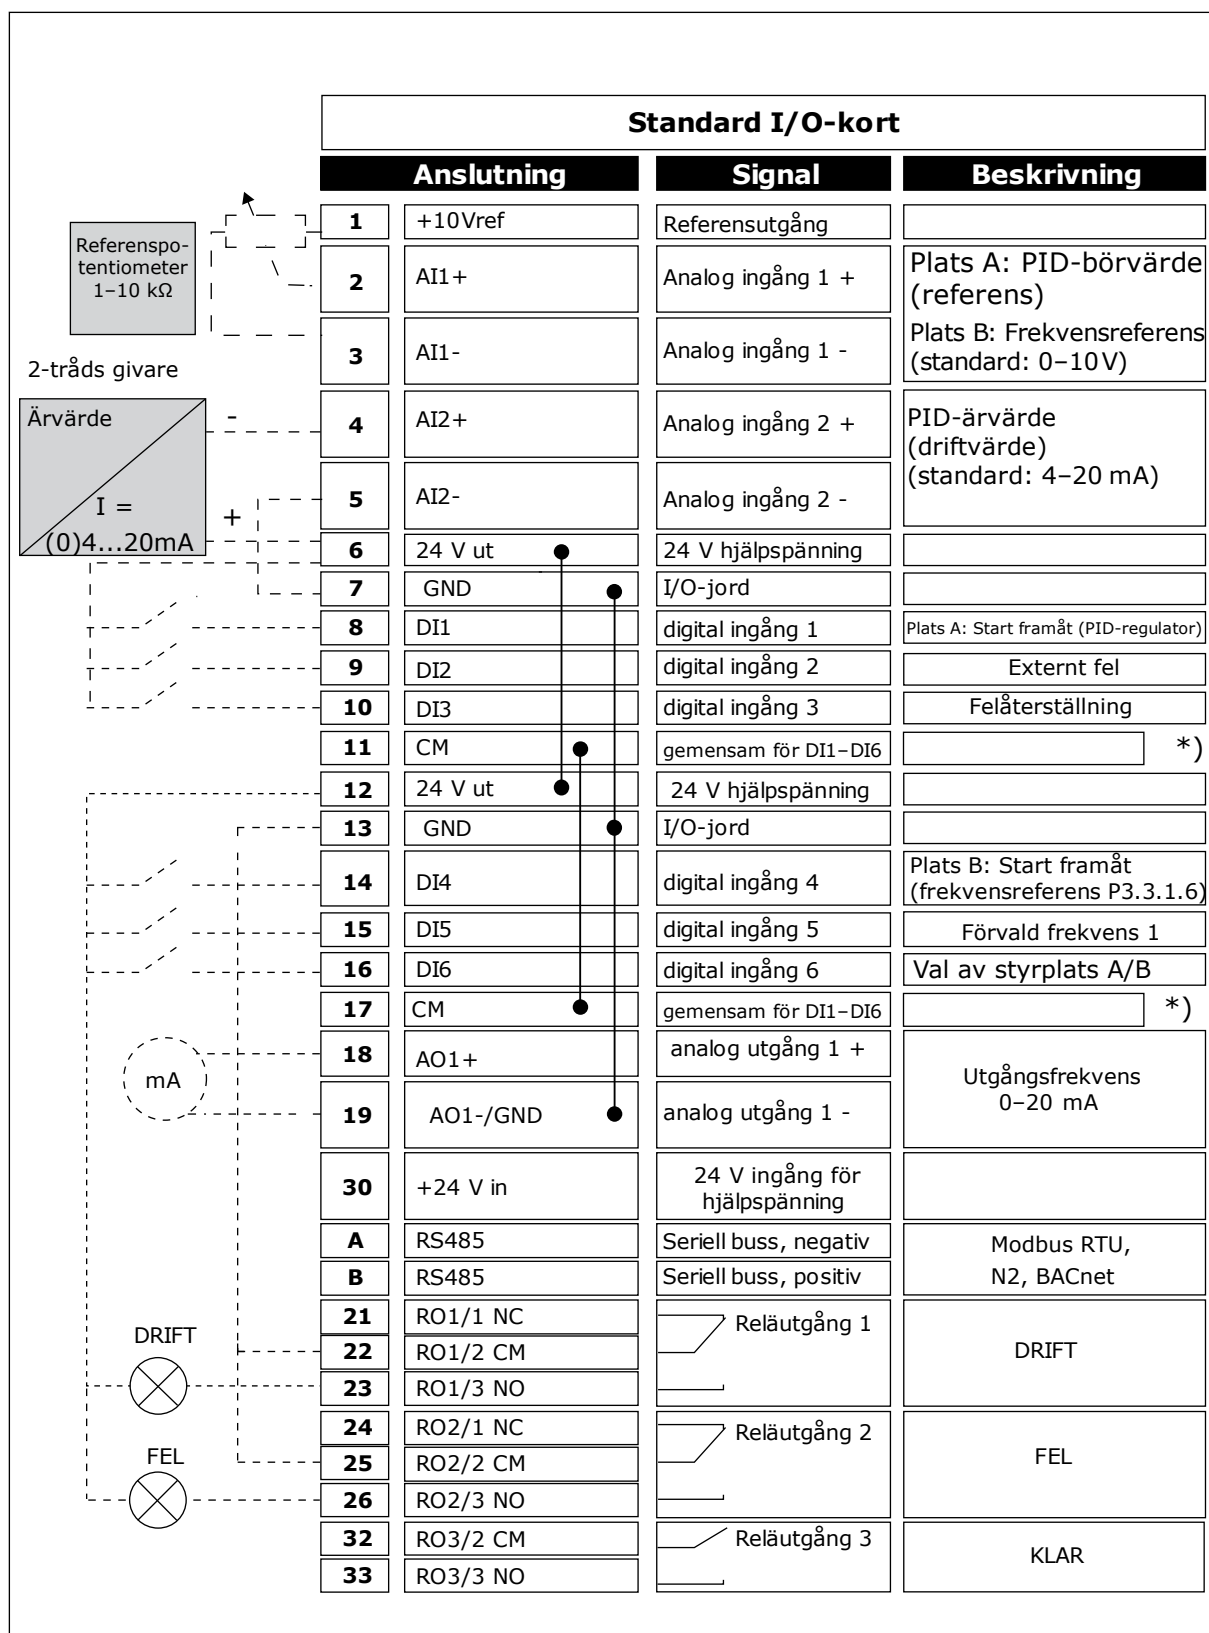 Standard I/O-kort
Anslutning Signal Beskrivning
Referenspo-
tentiometer
1–10 kΩ
1 +10Vref Referensutgång
2 AI1+ Analog ingång 1 +
Plats A: PID-börvärde
(referens)
3 AI1- Analog ingång 1 -
Plats B: Frekvensreferens
(standard: 0–10V)
2-tråds givare
Ärvärde
-
I =
(0)4...20mA
+
4 AI2+ Analog ingång 2 +
PID-ärvärde
(driftvärde)
(standard: 4–20 mA)
5 AI2- Analog ingång 2 -
6 24 V ut 24 V hjälpspänning
7 GND I/O-jord
8 DI1 digital ingång 1 Plats A: Start framåt (PID-regulator)
9 DI2 digital ingång 2 Externt fel
10 DI3 digital ingång 3 Felåterställning
11 CM gemensam för DI1–DI6 *)
12 24 V ut 24 V hjälpspänning
13 GND I/O-jord
14 DI4 digital ingång 4
Plats B: Start framåt
(frekvensreferens P3.3.1.6)
15 DI5 digital ingång 5 Förvald frekvens 1
16 DI6 digital ingång 6 Val av styrplats A/B
17 CM gemensam för DI1–DI6 *)
mA
18 AO1+ analog utgång 1 +
Utgångsfrekvens
0–20 mA
19 AO1-/GND analog utgång 1 -
30 +24 V in
24 V ingång för
hjälpspänning
A RS485 Seriell buss, negativ
Modbus RTU,
N2, BACnet
B RS485 Seriell buss, positiv
21 RO1/1 NC Reläutgång 1
DRIFT
22 RO1/2 CM DRIFT
23 RO1/3 NO
24 RO2/1 NC Reläutgång 2
FEL
25 RO2/2 CM FEL
26 RO2/3 NO
32 RO3/2 CM Reläutgång 3
KLAR
33 RO3/3 NO